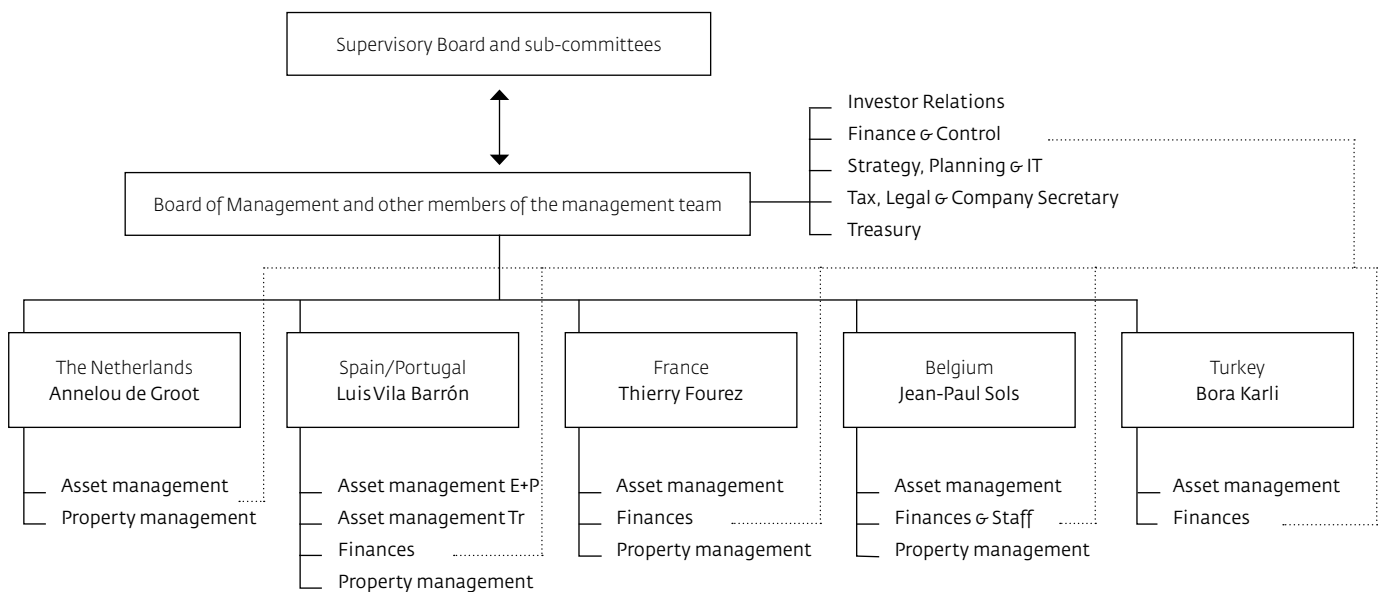 Supervisory Board and sub-committees
Investor Relations
Finance & Control
Strategy, Planning & IT
Tax, Legal & Company Secretary
Treasury
Board of Management and other members of the management team
The Netherlands
Annelou de Groot
Spain/Portugal
Luis Vila Barrón
France
Thierry Fourez
Belgium
Jean-Paul Sols
Turkey
Bora Karli
Asset management
Property management
Asset management E+P
Asset management Tr
Finances
Property management
Asset management
Finances
Property management
Asset management
Finances & Staff
Property management
Asset management
Finances